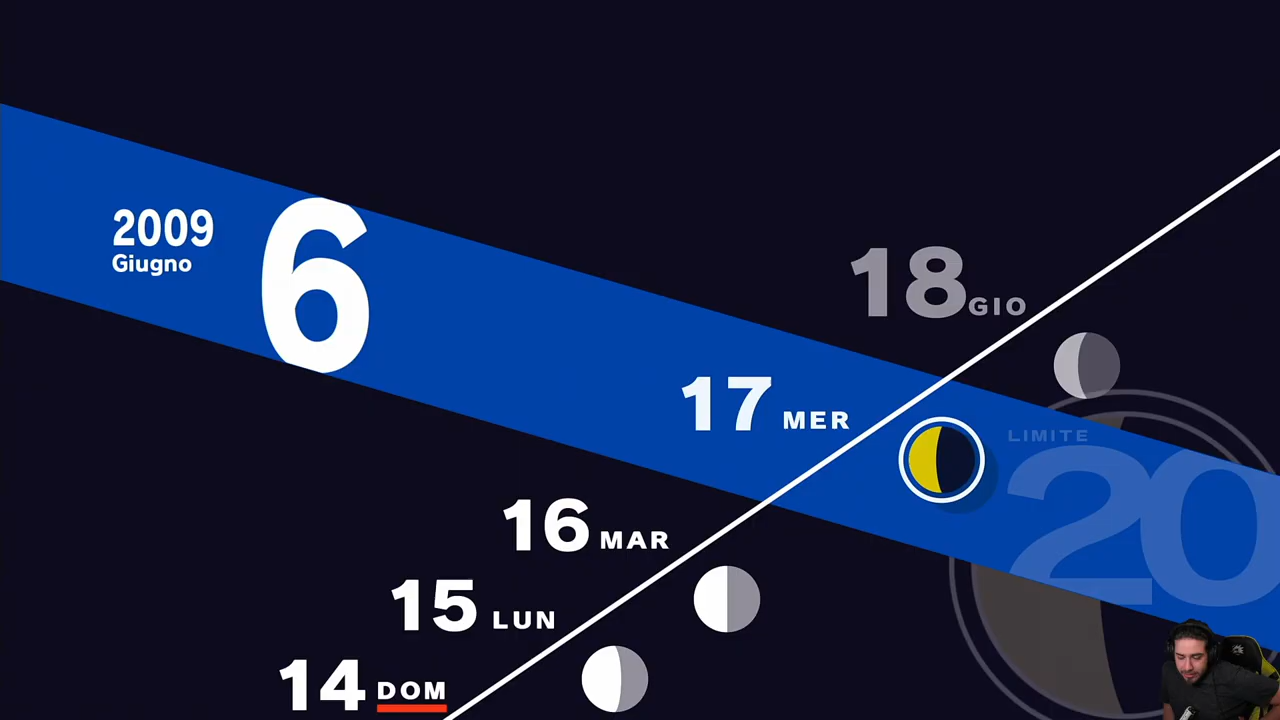 2009
Giugno
6
18 GIO
17 MER
LIMITE
20
16 MAR
15 LUN
14 DOM